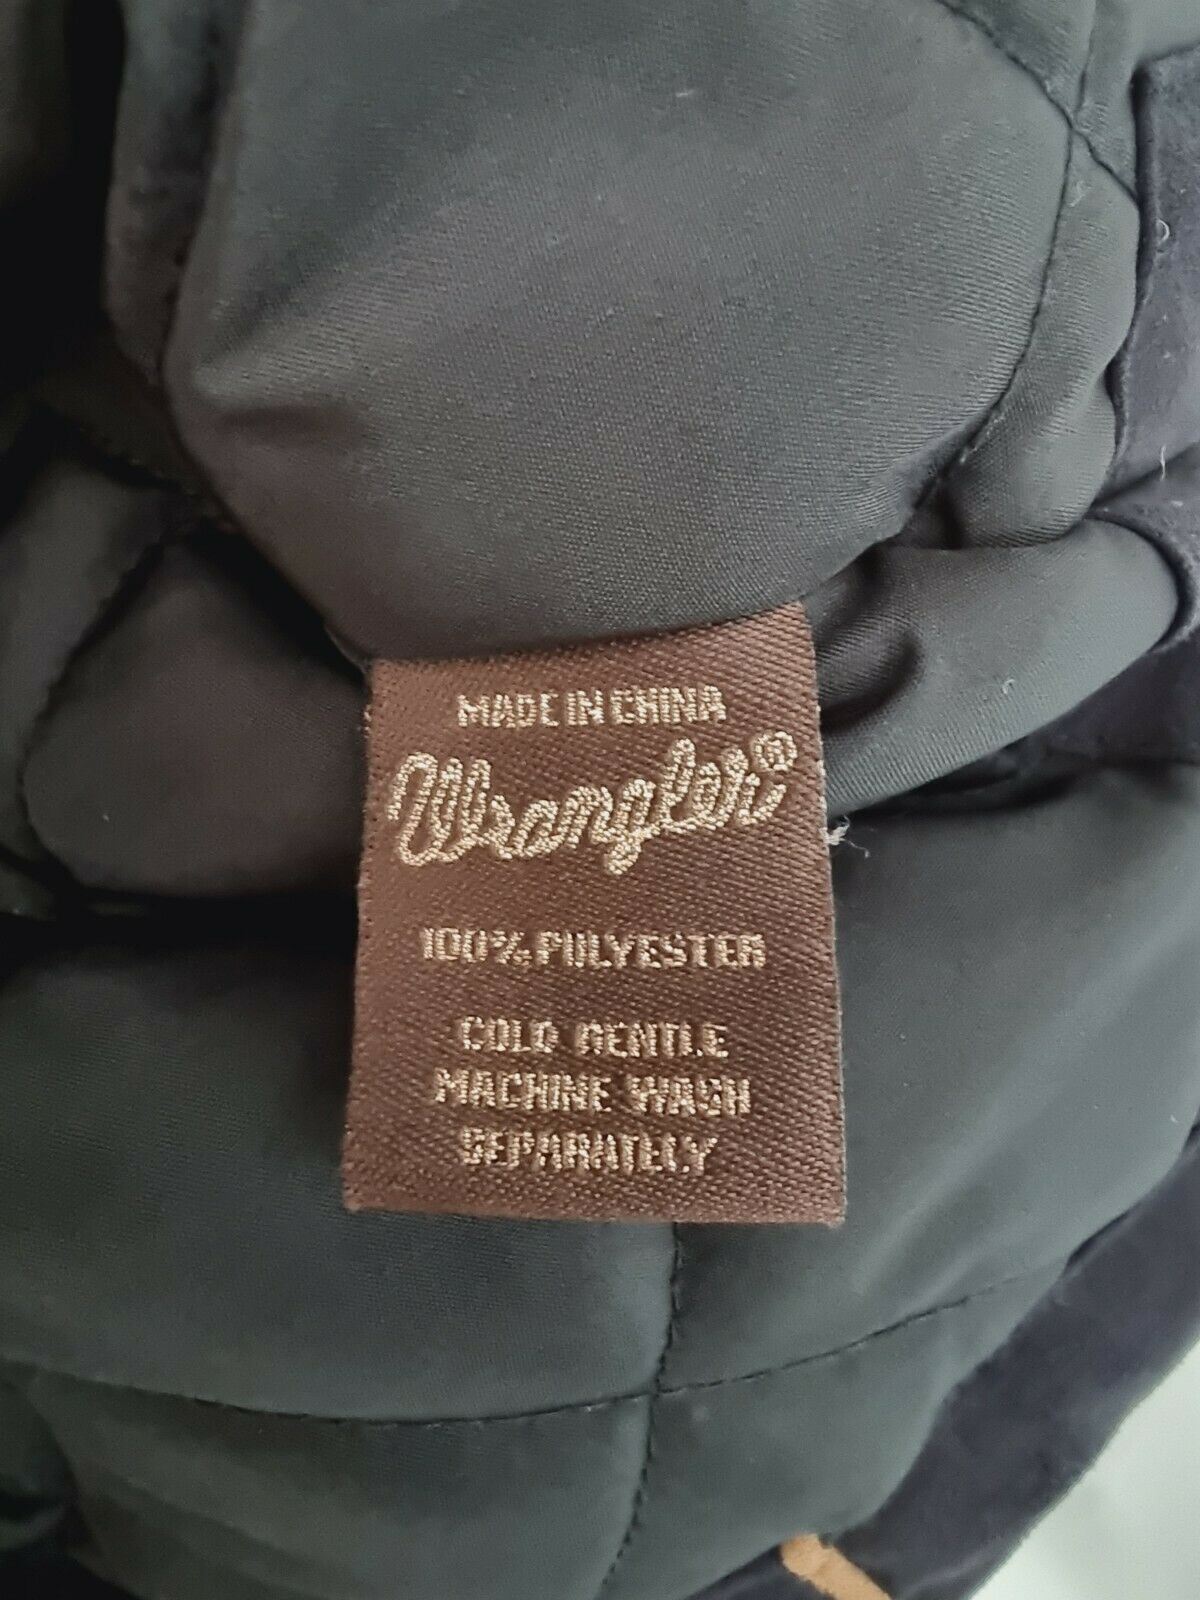 MADE IN CHINA
Wrangler®
100% POLYESTER
COLD GENTLE
MACHINE WASH
SEPARATELY